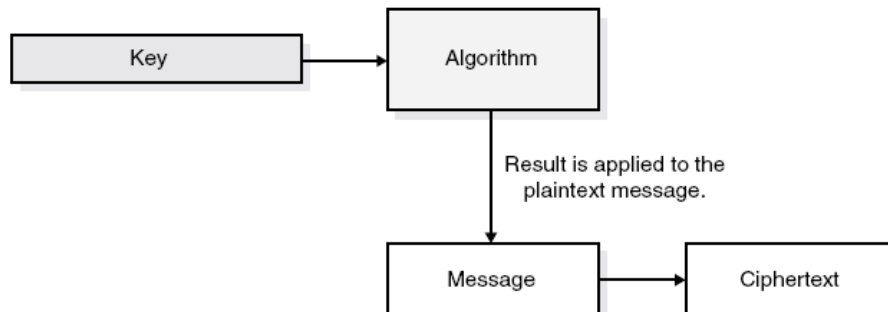 Key
Algorithm
Result is applied to the
plaintext message.
Message
Ciphertext